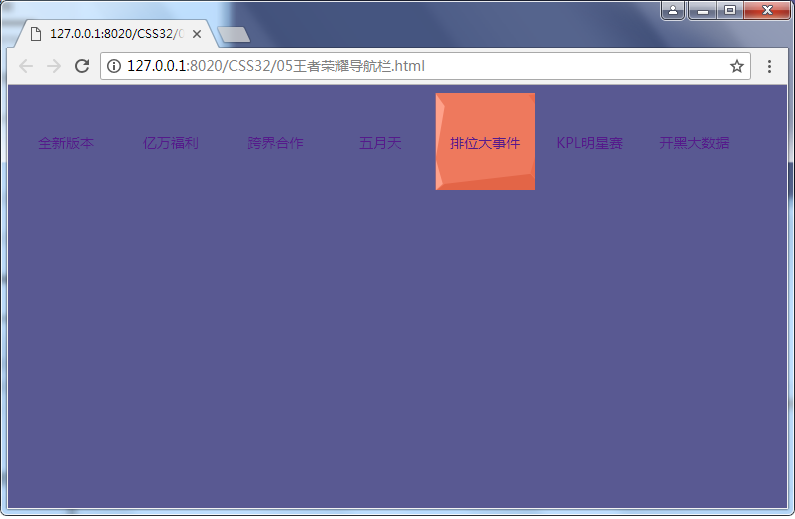 127.0.0.1:8020/CSS32/0
127.0.0.1:8020/CSS32/05王者荣耀导航栏.html
全新版本 亿万福利 跨界合作 五月天 排位大事件 KPL明星赛 开黑大数据